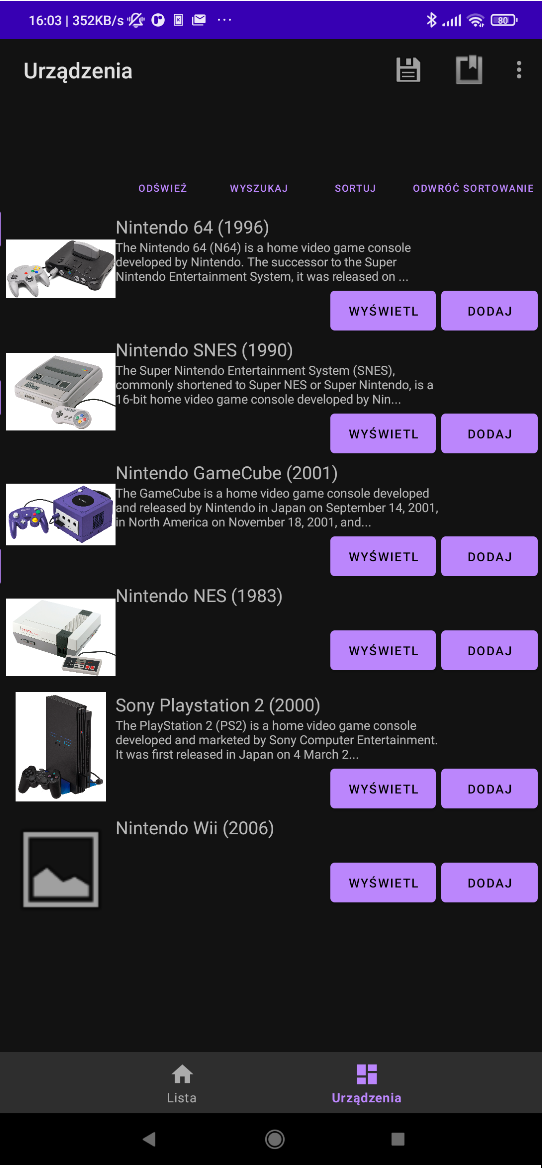 16:03 | 352KB/s
80
Urządzenia
ODŚWIEŻ WYSZUKAJ SORTUJ ODWRÓĆ SORTOWANIE
Nintendo 64 (1996)
The Nintendo 64 (N64) is a home video game console
developed by Nintendo. The successor to the Super
Nintendo Entertainment System, it was released on ...
WYŚWIETL DODAJ
Nintendo SNES (1990)
The Super Nintendo Entertainment System (SNES),
commonly shortened to Super NES or Super Nintendo, is a
16-bit home video game console developed by Nin...
WYŚWIETL DODAJ
Nintendo GameCube (2001)
The GameCube is a home video game console developed
and released by Nintendo in Japan on September 14, 2001,
in North America on November 18, 2001, and...
WYŚWIETL DODAJ
Nintendo NES (1983)
WYŚWIETL DODAJ
Sony Playstation 2 (2000)
The PlayStation 2 (PS2) is a home video game console
developed and marketed by Sony Computer Entertainment.
It was first released in Japan on 4 March 2...
WYŚWIETL DODAJ
Nintendo Wii (2006)
WYŚWIETL DODAJ
Lista Urządzenia